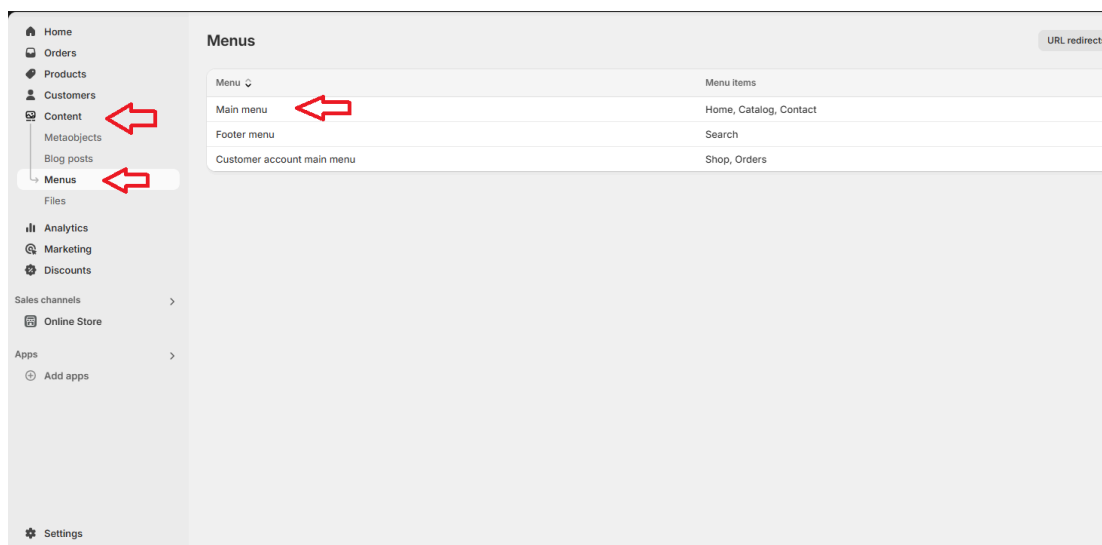 Home
Orders
Products
Customers
Content
Metaobjects
Blog posts
Menus
Files
Analytics
Marketing
Discounts
Sales channels
Online Store
Apps
Add apps
Settings
Menus
URL redirect
Menu Menu items
Main menu Home, Catalog, Contact
Footer menu Search
Customer account main menu Shop, Orders